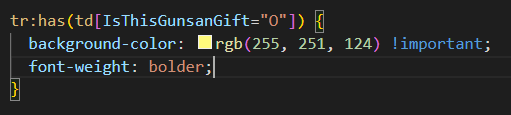 tr:has(td[IsThisGunsanGift="O"]) {
background-color: rgb(255, 251, 124) !important;
font-weight: bolder;
}